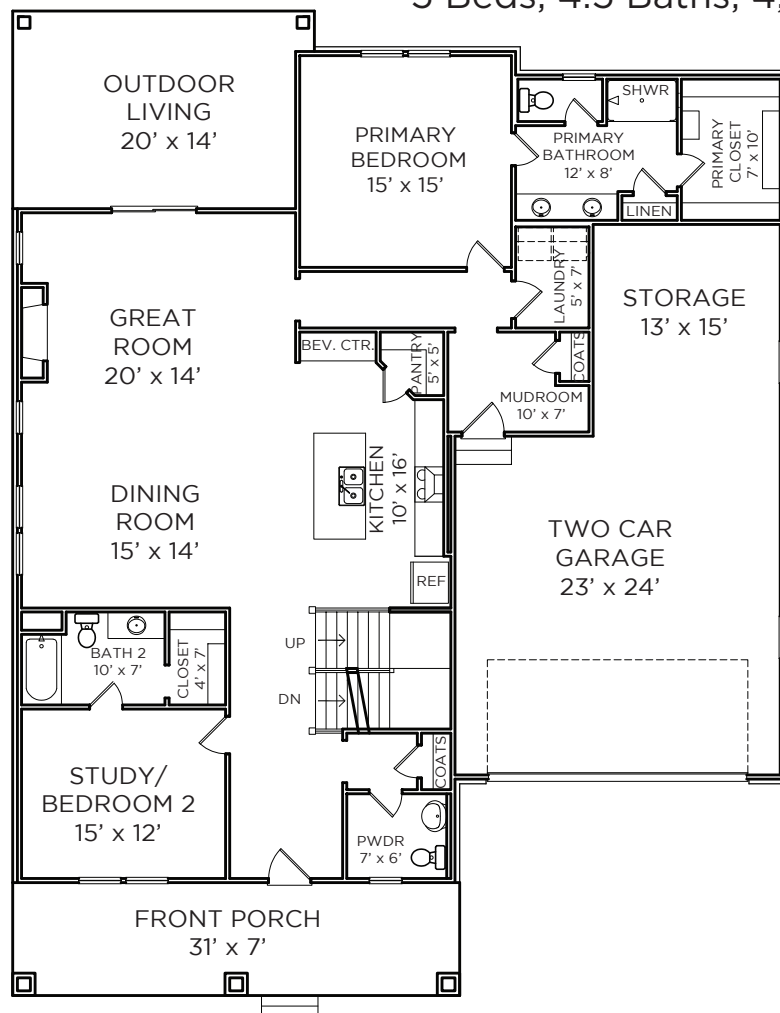 OUTDOOR
LIVING
20' x 14'
PRIMARY
BEDROOM
15' x 15'
SHWR
PRIMARY
BATHROOM
12' x 8'
PRIMARY
CLOSET
7' x 10'
LINEN
GREAT
ROOM
20' x 14'
LAUNDRY
5' x 7'
STORAGE
13' x 15'
BEV. CTR.
PANTRY
5' x 5'
COATS
MUDROOM
10' x 7'
DINING
ROOM
15' x 14'
KITCHEN
10' x 16'
REF
TWO CAR
GARAGE
23' x 24'
UP
DN
BATH 2
10' x 7'
CLOSET
4' x 7'
STUDY/
BEDROOM 2
15' x 12'
COATS
PWDR
7' x 6'
FRONT PORCH
31' x 7'